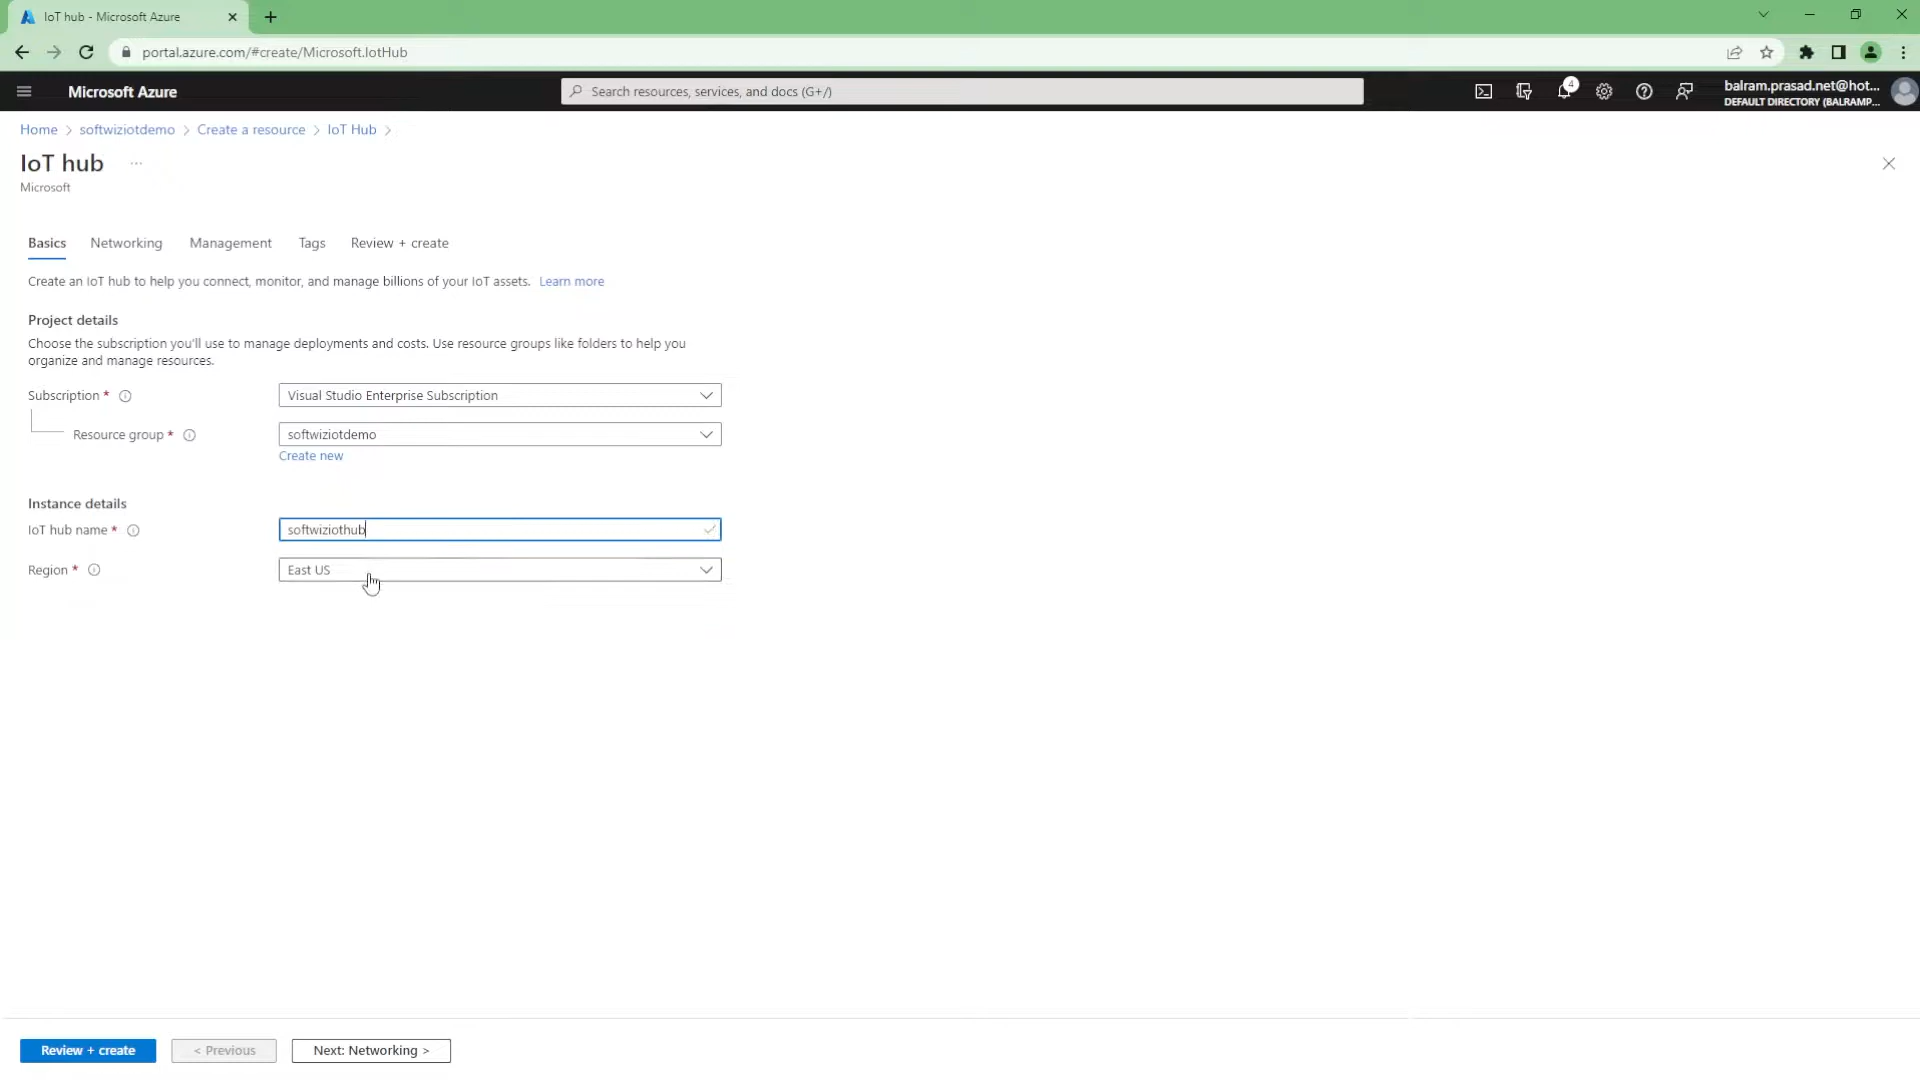 IoT hub - Microsoft Azure
portal.azure.com/#create/Microsoft.IotHub
Microsoft Azure
Search resources, services, and docs (G+/)
4
balram.prasad.net@hot...
DEFAULT DIRECTORY (BALRAMP...
Home > softwiziotdemo > Create a resource > IoT Hub >
IoT hub ...
Microsoft
Basics Networking Management Tags Review + create
Create an IoT hub to help you connect, monitor, and manage billions of your IoT assets. Learn more
Project details
Choose the subscription you'll use to manage deployments and costs. Use resource groups like folders to help you
organize and manage resources.
Subscription * Visual Studio Enterprise Subscription
Resource group * softwiziotdemo
Create new
Instance details
IoT hub name * softwiziothub
Region * East US
Review + create < Previous Next: Networking >